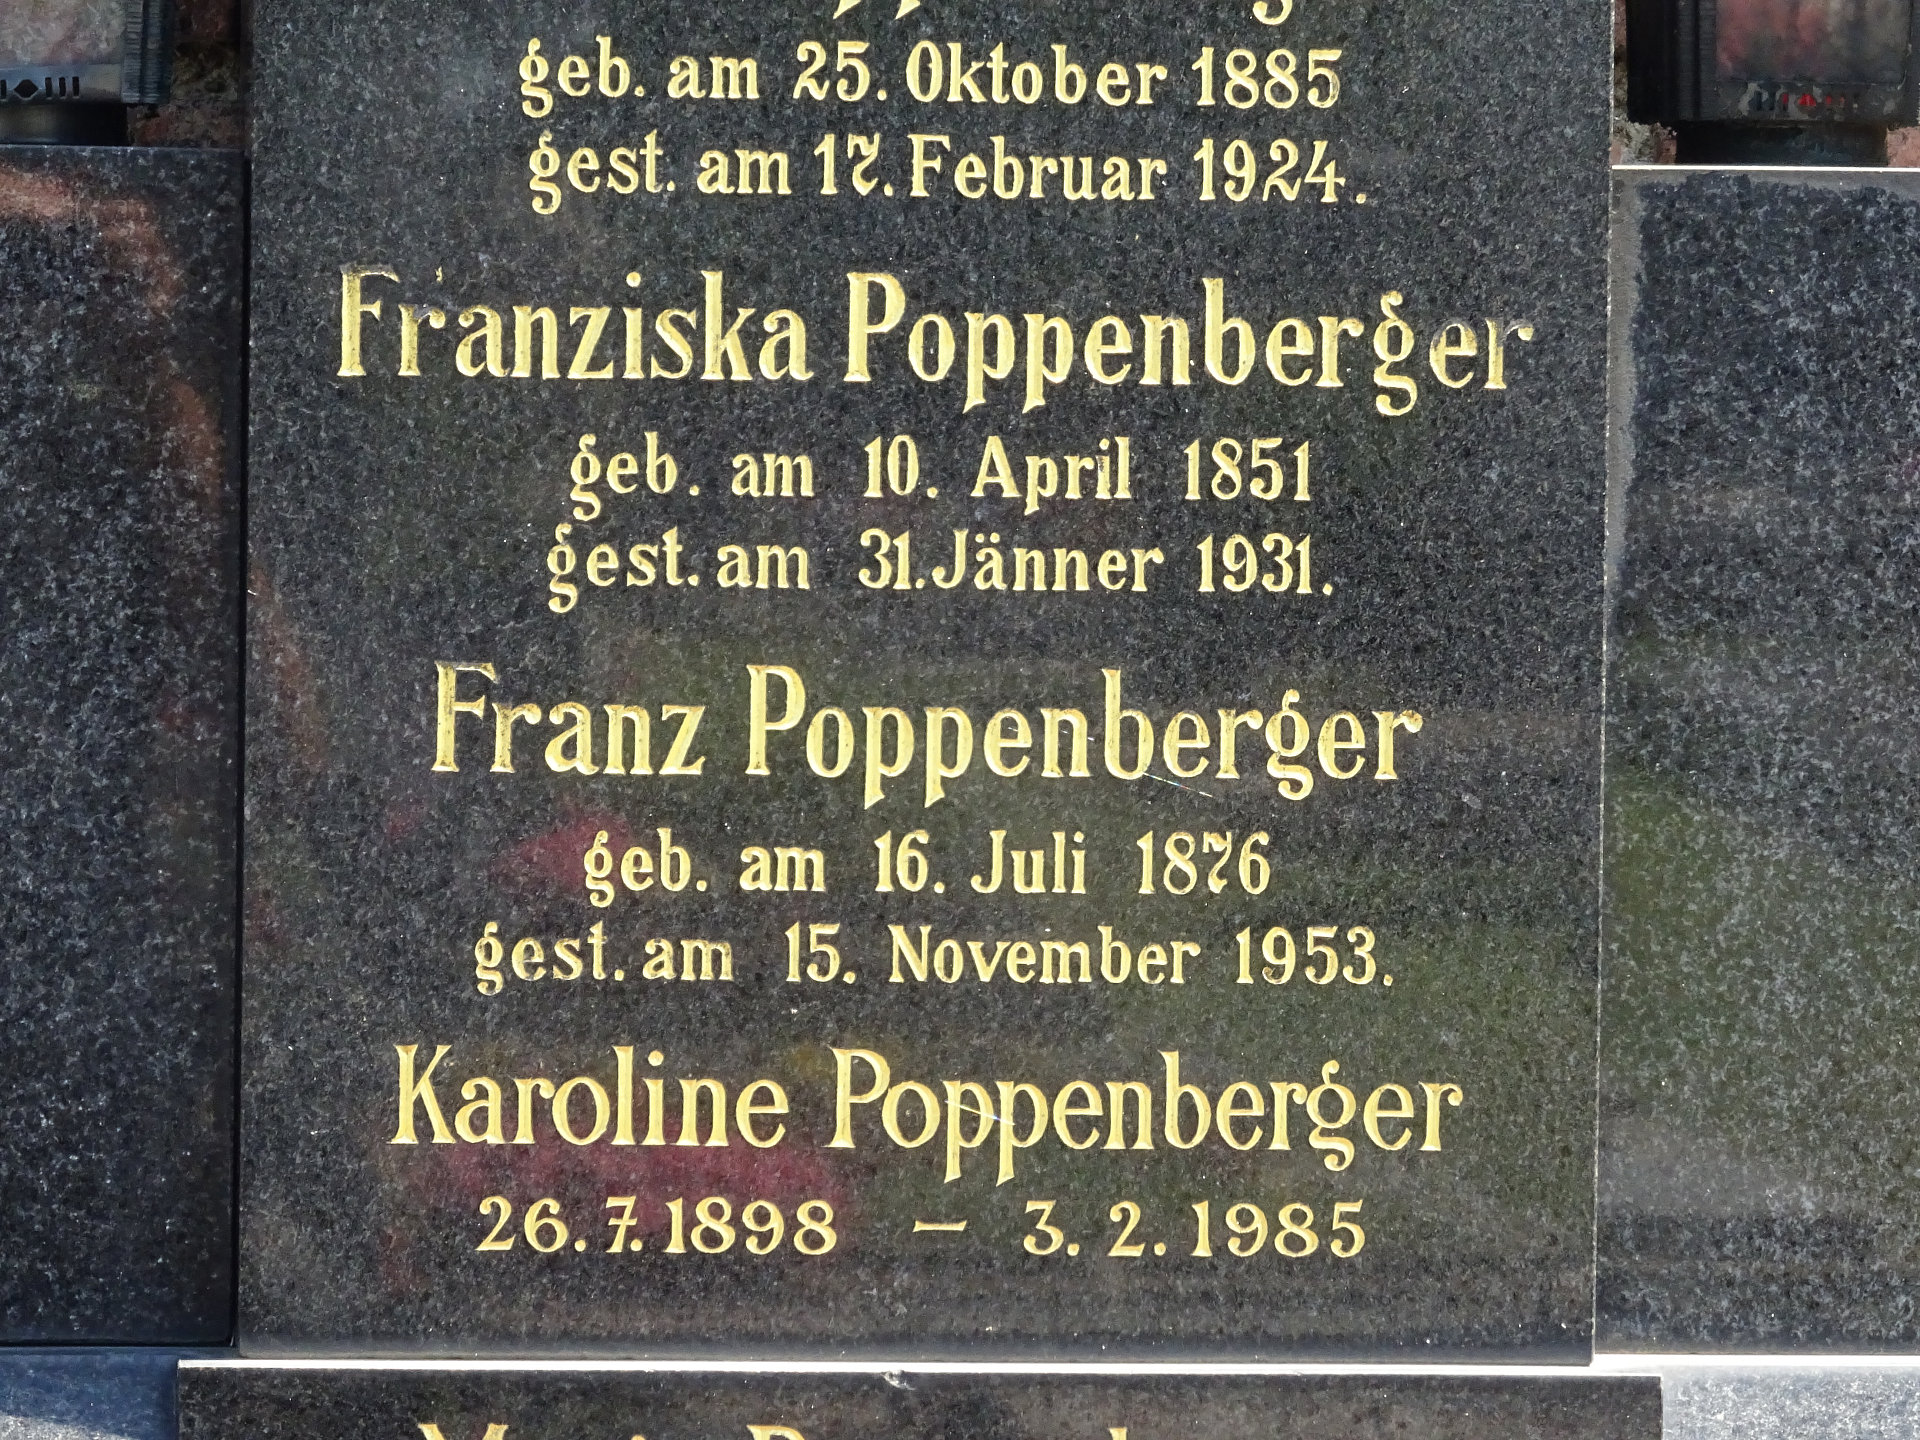 geb. am 25. Oktober 1885
gest. am 17. Februar 1924.
Franziska Poppenberger
geb. am 10. April 1851
gest. am 31. Jänner 1931.
Franz Poppenberger
geb. am 16. Juli 1876
gest. am 15. November 1953.
Karoline Poppenberger
26.7.1898 – 3.2.1985